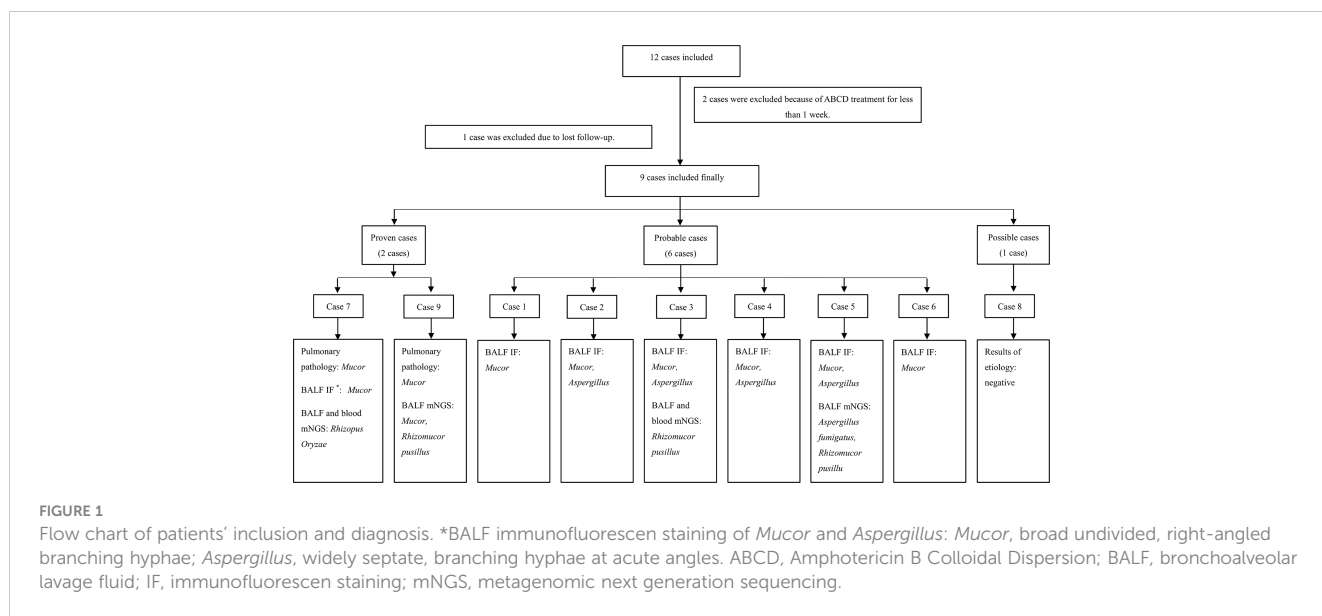 12 cases included
2 cases were excluded because of ABCD treatment for less
than 1 week.
1 case was excluded due to lost follow-up.
9 cases included finally
Proven cases
(2 cases)
Probable cases
(6 cases)
Possible cases
(1 case)
Case 7
Case 9
Case 1
Case 2
Case 3
Case 4
Case 5
Case 6
Case 8
Pulmonary
pathology: Mucor
BALF IF *: Mucor
BALF and blood
mNGS: Rhizopus
Oryzae
Pulmonary
pathology:
Mucor
BALF mNGS:
Mucor,
Rhizomucor
pusillus
BALF IF:
Mucor
BALF IF:
Mucor,
Aspergillus
BALF IF:
Mucor,
Aspergillus
BALF and
blood mNGS:
Rhizomucor
pusillus
BALF IF:
Mucor,
Aspergillus
BALF IF:
Mucor,
Aspergillus
BALF mNGS:
Aspergillus
fumigatus,
Rhizomucor
pusillu
BALF IF:
Mucor
Results of
etiology:
negative
FIGURE 1
Flow chart of patients’ inclusion and diagnosis. *BALF immunofluorescen staining of Mucor and Aspergillus: Mucor, broad undivided, right-angled
branching hyphae; Aspergillus, widely septate, branching hyphae at acute angles. ABCD, Amphotericin B Colloidal Dispersion; BALF, bronchoalveolar
lavage fluid; IF, immunofluorescen staining; mNGS, metagenomic next generation sequencing.